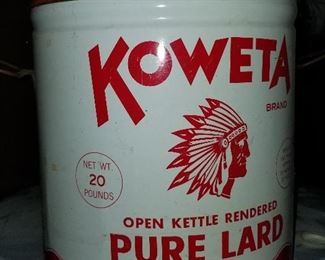 KOWETA
BRAND
NET WT.
20
POUNDS
OPEN KETTLE RENDERED
PURE LARD